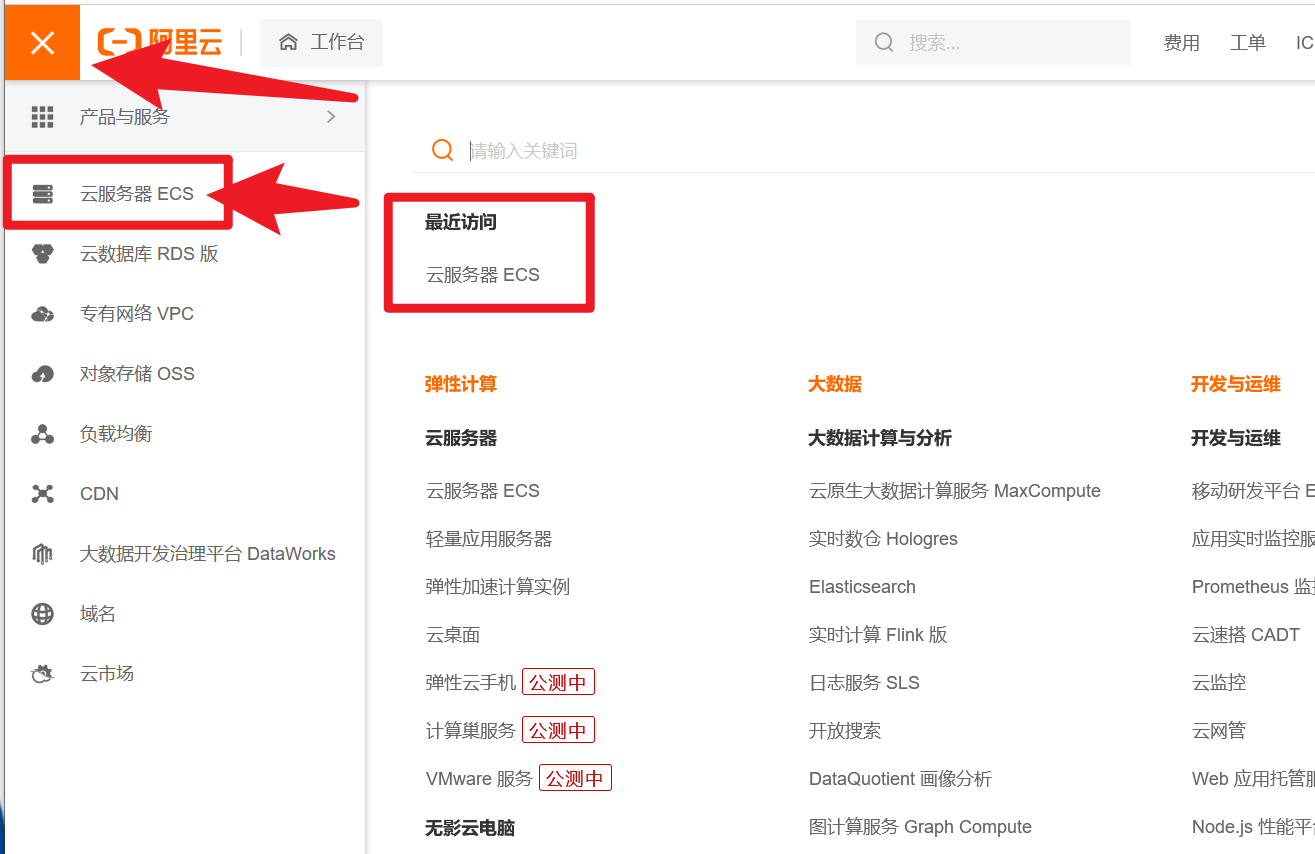 阿里云
工作台
搜索...
费用
工单
IC
产品与服务
云服务器 ECS
云数据库 RDS 版
专有网络 VPC
对象存储 OSS
负载均衡
CDN
大数据开发治理平台 DataWorks
域名
云市场
请输入关键词
最近访问
云服务器 ECS
弹性计算
云服务器
云服务器 ECS
轻量应用服务器
弹性加速计算实例
云桌面
弹性云手机 公测中
计算巢服务 公测中
VMware 服务 公测中
无影云电脑
大数据
大数据计算与分析
云原生大数据计算服务 MaxCompute
实时数仓 Hologres
Elasticsearch
实时计算 Flink 版
日志服务 SLS
开放搜索
DataQuotient 画像分析
图计算服务 Graph Compute
开发与运维
开发与运维
移动研发平台 E
应用实时监控服
Prometheus 监
云速搭 CADT
云监控
云网管
Web 应用托管服
Node.js 性能平